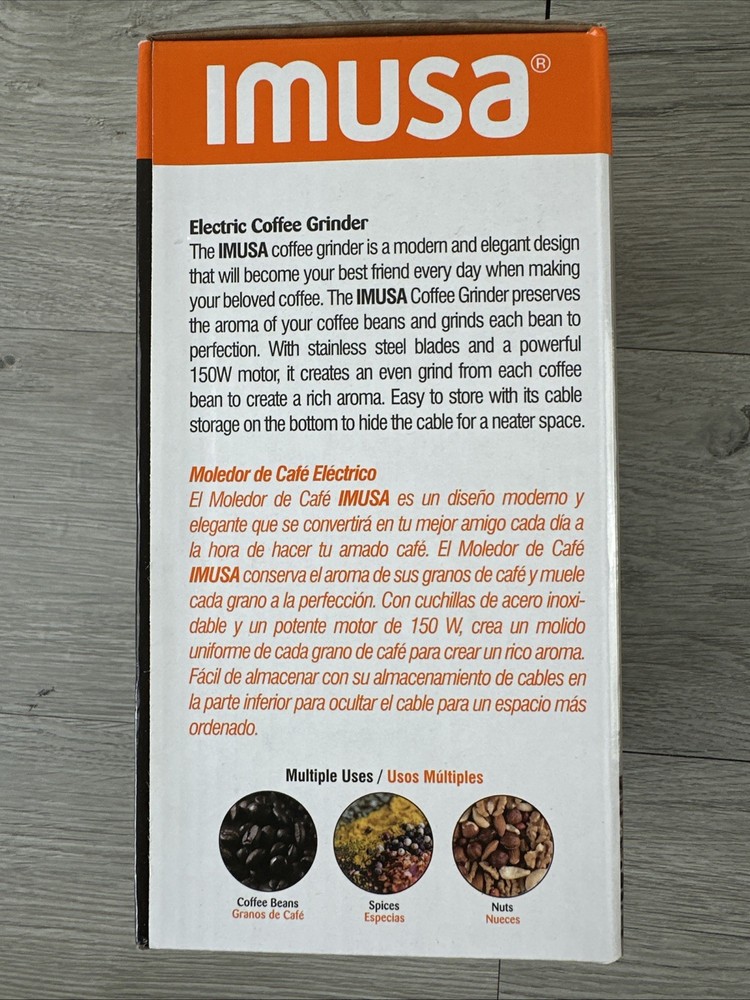 IMUSA®
Electric Coffee Grinder
The IMUSA coffee grinder is a modern and elegant design
that will become your best friend every day when making
your beloved coffee. The IMUSA Coffee Grinder preserves
the aroma of your coffee beans and grinds each bean to
perfection. With stainless steel blades and a powerful
150W motor, it creates an even grind from each coffee
bean to create a rich aroma. Easy to store with its cable
storage on the bottom to hide the cable for a neater space.
Moledor de Café Eléctrico
El Moledor de Café IMUSA es un diseño moderno y
elegante que se convertirá en tu mejor amigo cada día a
la hora de hacer tu amado café. El Moledor de Café
IMUSA conserva el aroma de sus granos de café y muele
cada grano a la perfección. Con cuchillas de acero inoxi-
dable y un potente motor de 150 W, crea un molido
uniforme de cada grano de café para crear un rico aroma.
Fácil de almacenar con su almacenamiento de cables en
la parte inferior para ocultar el cable para un espacio más
ordenado.
Multiple Uses / Usos Múltiples
Coffee Beans
Granos de Café
Spices
Especias
Nuts
Nueces